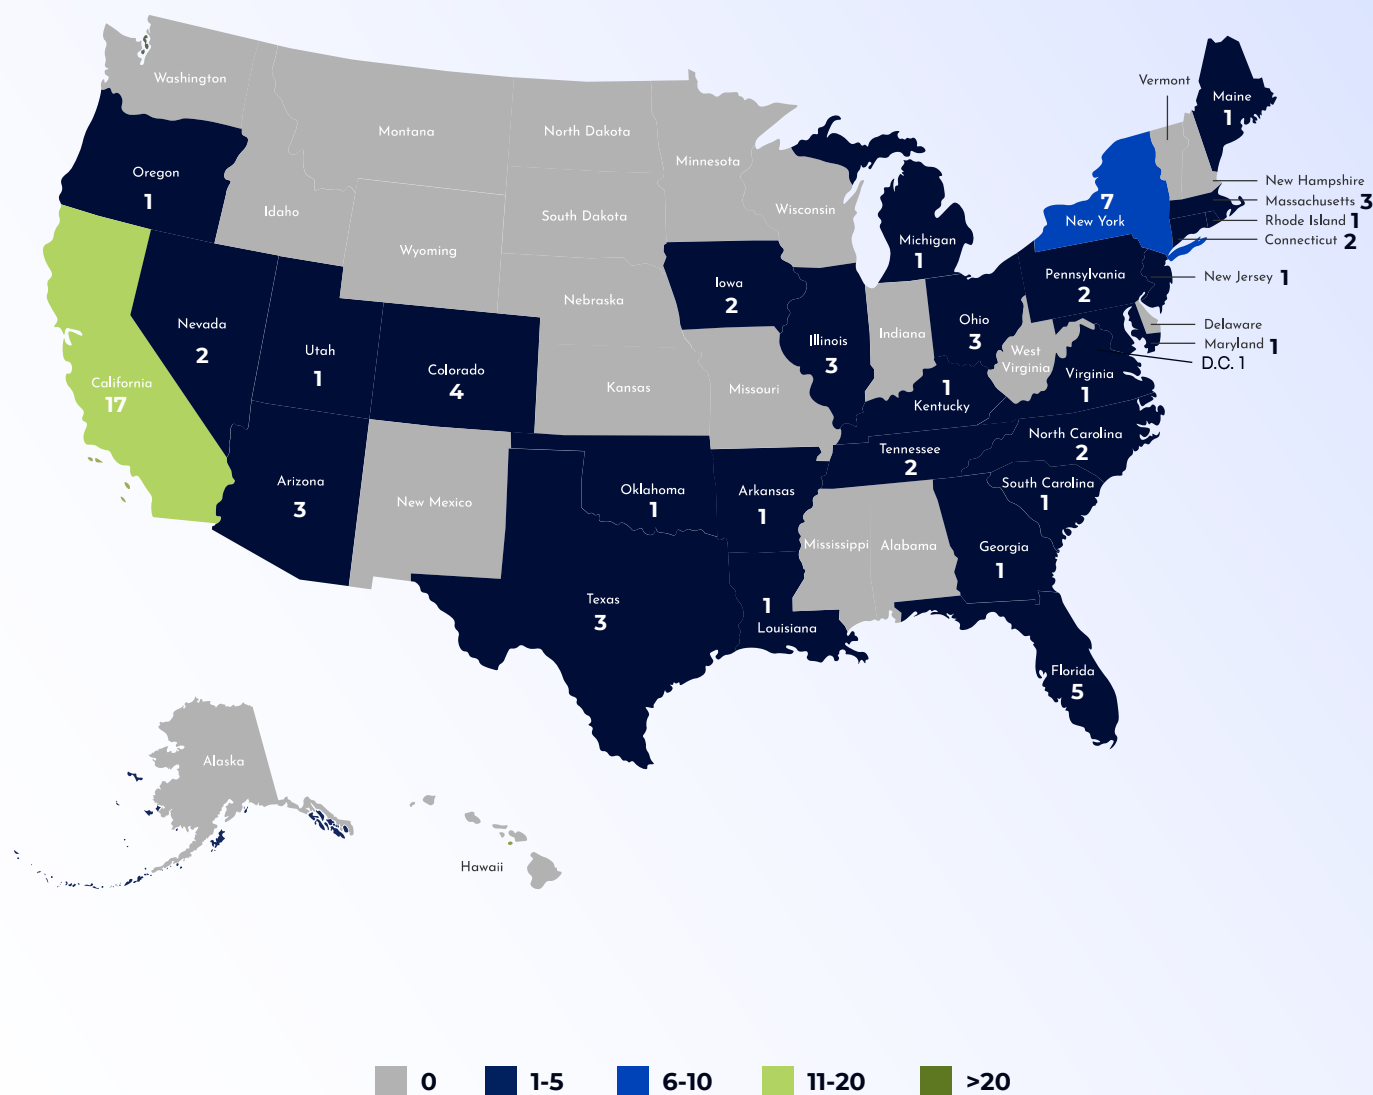 Washington
Montana
North Dakota
Minnesota
Vermont
Maine
1
Oregon
1
Idaho
Wyoming
South Dakota
Wisconsin
Michigan
1
7
New York
New Hampshire
Massachusetts 3
Rhode Island 1
Connecticut 2
New Jersey 1
Delaware
Maryland 1
D.C. 1
Nevada
2
Utah
1
Colorado
4
Nebraska
Iowa
2
Illinois
3
Indiana
Ohio
3
Pennsylvania
2
California
17
Kansas
Missouri
1
Kentucky
West
Virginia
Virginia
1
Arizona
3
New Mexico
Oklahoma
1
Arkansas
1
Tennessee
2
North Carolina
2
South Carolina
1
Texas
3
1
Louisiana
Mississippi
Alabama
Georgia
1
Florida
5
Alaska
Hawaii
0
1-5
6-10
11-20
>20